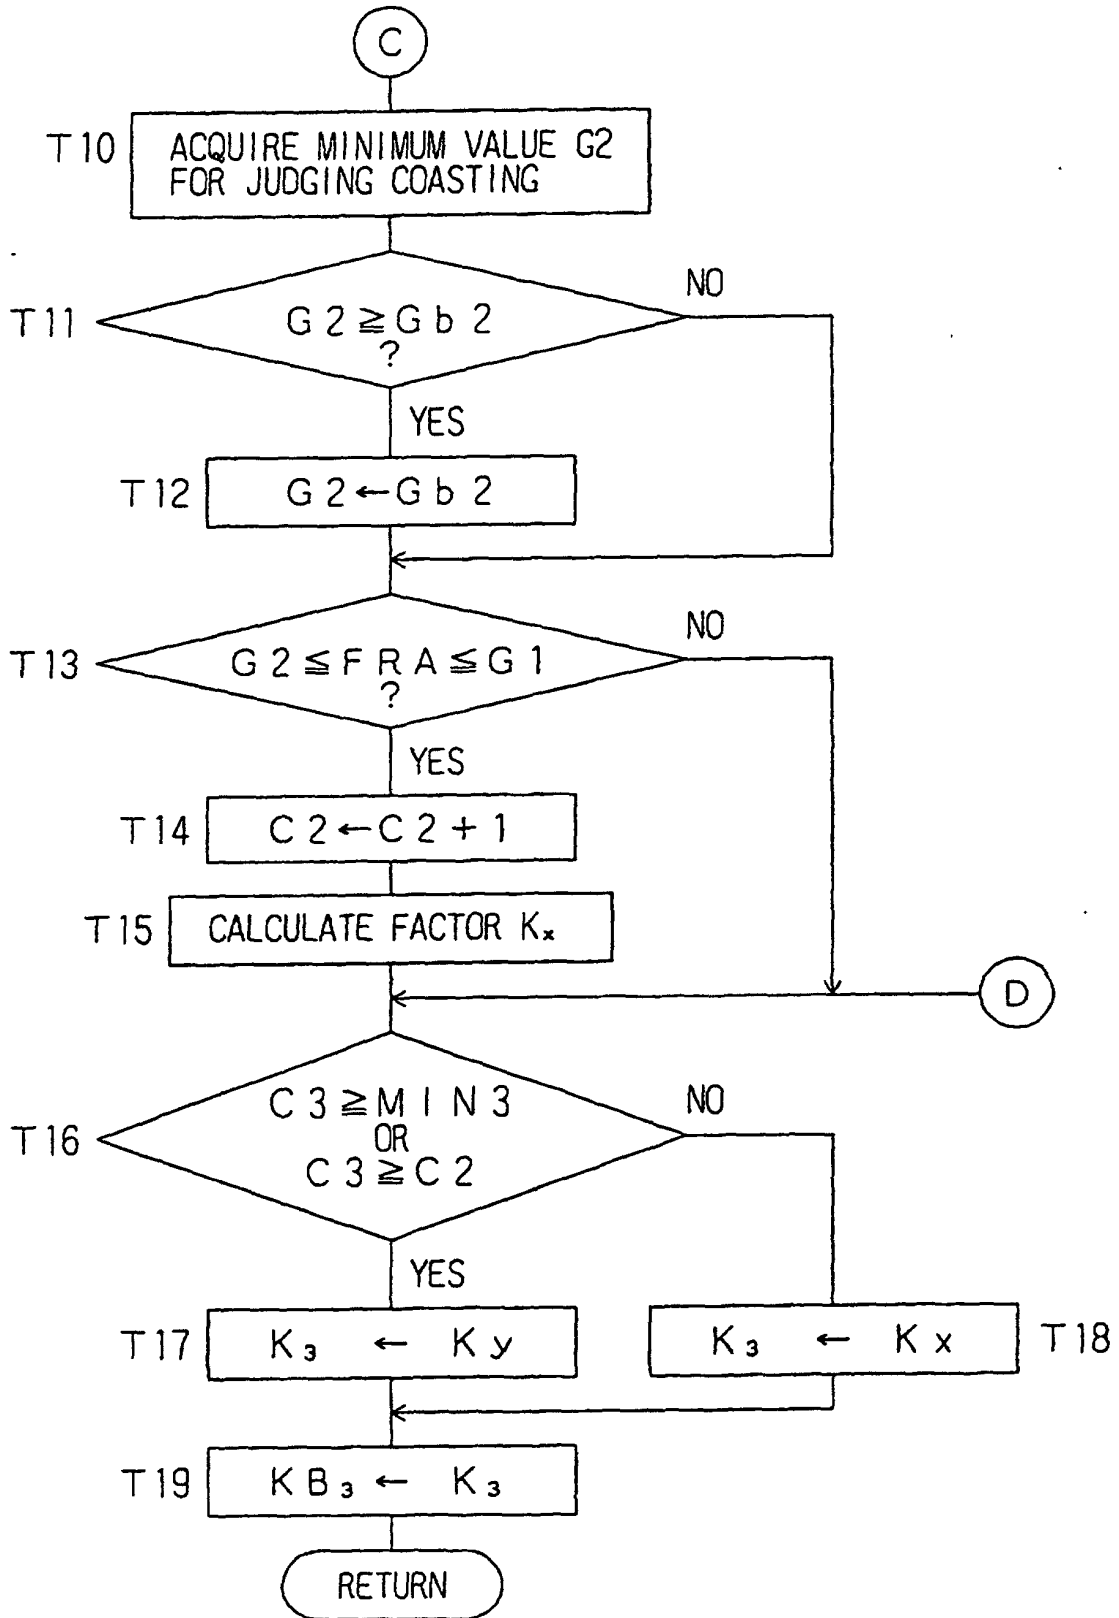 C
T10
ACQUIRE MINIMUM VALUE G2
FOR JUDGING COASTING
T11
G2≧Gb2
?
NO
YES
T12
G2←Gb2
T13
G2≦FRA≦G1
?
NO
YES
T14
C2←C2+1
T15
CALCULATE FACTOR Kx
D
T16
C3≧MIN3
OR
C3≧C2
NO
YES
T17
K₃ ← Ky
K₃ ← Kx
T18
T19
KB₃ ← K₃
RETURN